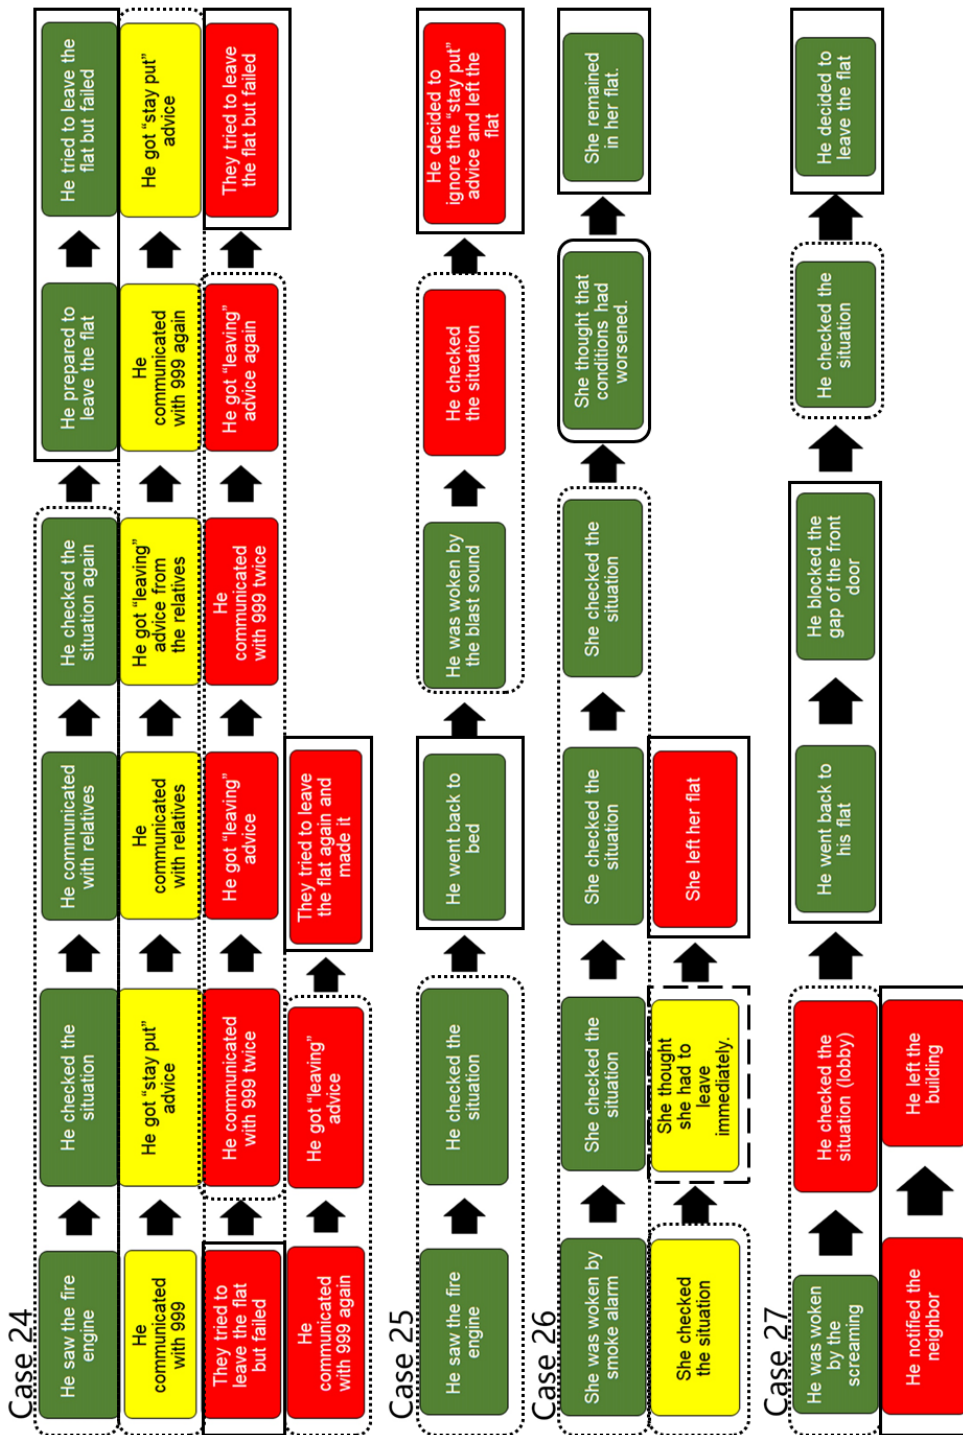 Case 24
He saw the fire
engine
He checked the
situation
He communicated
with relatives
He checked the
situation again
He prepared to
leave the flat
He tried to leave the
flat but failed
He
communicated
with 999
He got “stay put”
advice
He
communicated
with relatives
He got “leaving”
advice from
the relatives
He
communicated
with 999 again
He got “stay put”
advice
They tried to
leave the flat
but failed
He communicated
with 999 twice
He got “leaving”
advice
He
communicated
with 999 twice
He got “leaving”
advice again
They tried to leave
the flat but failed
He
communicated
with 999 again
He got “leaving”
advice
They tried to leave
the flat again and
made it
Case 25
He saw the fire
engine
He checked the
situation
He went back to
bed
He was woken by
the blast sound
He checked
the situation
He decided to
ignore the “stay put”
advice and left the
flat
Case 26
She was woken by
smoke alarm
She checked the
situation
She checked the
situation
She checked the
situation
She thought that
conditions had
worsened.
She remained
in her flat.
She checked
the situation
She thought
she had to
leave
immediately.
She left her flat
Case 27
He was woken
by the
screaming
He checked the
situation (lobby)
He went back to
his flat
He blocked the
gap of the front
door
He checked the
situation
He decided to
leave the flat
He notified the
neighbor
He left the
building